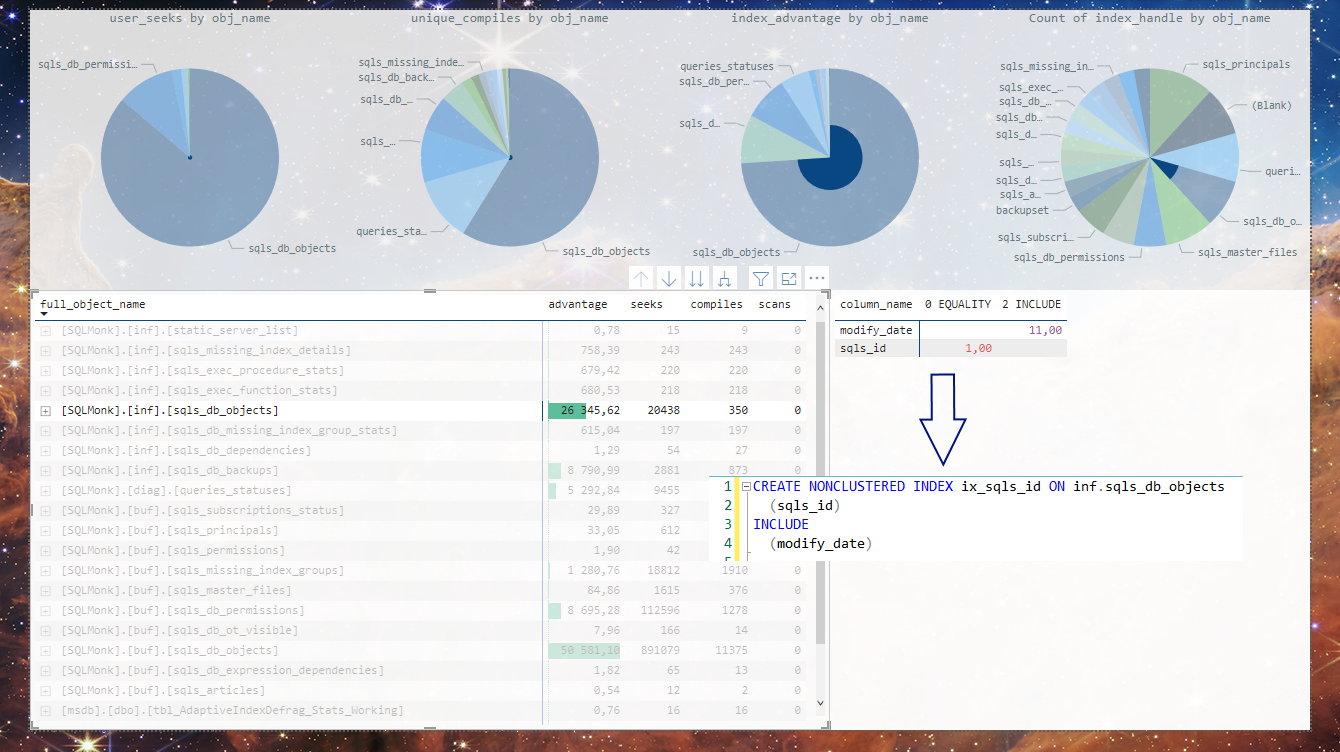 user_seeks by obj_name
unique_compiles by obj_name
index_advantage by obj_name
Count of index_handle by obj_name
sqls_db_permissi…
sqls_db_objects
sqls_missing_inde…
sqls_db_back…
sqls_db_…
sqls_…
queries_sta…
sqls_db_objects
queries_statuses
sqls_db_per…
sqls_d…
sqls_db_objects
sqls_missing_in…
sqls_exec_…
sqls_db_…
sqls_db…
sqls_d…
sqls_…
sqls_d…
sqls_a…
backupset
sqls_subscri…
sqls_db_permissions
sqls_principals
(Blank)
queri…
sqls_db_o…
sqls_master_files
full_object_name advantage seeks compiles scans
[SQLMonk].[inf].[static_server_list] 0,78 15 9 0
[SQLMonk].[inf].[sqls_missing_index_details] 758,39 243 243 0
[SQLMonk].[inf].[sqls_exec_procedure_stats] 679,42 220 220 0
[SQLMonk].[inf].[sqls_exec_function_stats] 680,53 218 218 0
[SQLMonk].[inf].[sqls_db_objects] 26 345,62 20438 350 0
[SQLMonk].[inf].[sqls_db_missing_index_group_stats] 615,04 197 197 0
[SQLMonk].[inf].[sqls_db_dependencies] 1,29 54 27 0
[SQLMonk].[inf].[sqls_db_backups] 8 790,99 2881 873 0
[SQLMonk].[diag].[queries_statuses] 5 292,84 9455
[SQLMonk].[buf].[sqls_subscriptions_status] 29,89 327
[SQLMonk].[buf].[sqls_principals] 33,05 612
[SQLMonk].[buf].[sqls_permissions] 1,90 42
[SQLMonk].[buf].[sqls_missing_index_groups] 1 280,76 18812 1910 0
[SQLMonk].[buf].[sqls_master_files] 84,86 1615 376 0
[SQLMonk].[buf].[sqls_db_permissions] 8 695,28 112596 1278 0
[SQLMonk].[buf].[sqls_db_ot_visible] 7,96 166 14 0
[SQLMonk].[buf].[sqls_db_objects] 50 581,10 891079 11375 0
[SQLMonk].[buf].[sqls_db_expression_dependencies] 1,82 65 13 0
[SQLMonk].[buf].[sqls_articles] 0,54 12 2 0
[msdb].[dbo].[tbl_AdaptiveIndexDefrag_Stats_Working] 0,76 16 16 0
column_name 0 EQUALITY 2 INCLUDE
modify_date 11,00
sqls_id 1,00
1 CREATE NONCLUSTERED INDEX ix_sqls_id ON inf.sqls_db_objects
2 (sqls_id)
3 INCLUDE
4 (modify_date)